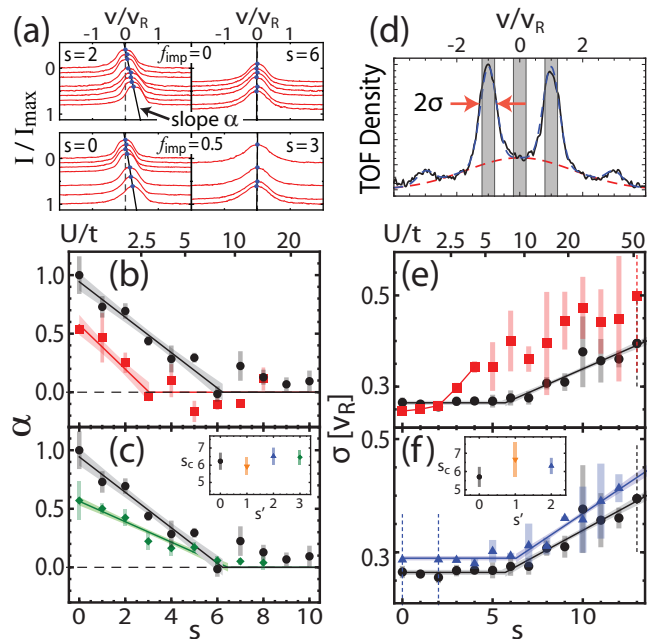 (a) v/v_R
-1 0 1 -1 0 1
s=2 f_imp=0 s=6
0
1
slope α
I / I_max
s=0 f_imp=0.5 s=3
0
1
(d) v/v_R
-2 0 2
2σ
TOF Density
U/t 2.5 5 10 20
(b)
1.0
0.5
0.0
α
(c)
1.0
0.5
0.0
7
6
5
s_c
0 1 2 3
s'
0 2 4 6 8 10
s
U/t 2.5 5 10 20 50
(e)
0.5
0.3
σ [v_R]
(f)
0.5
0.3
7
6
5
s_c
0 1 2
s'
0 5 10
s